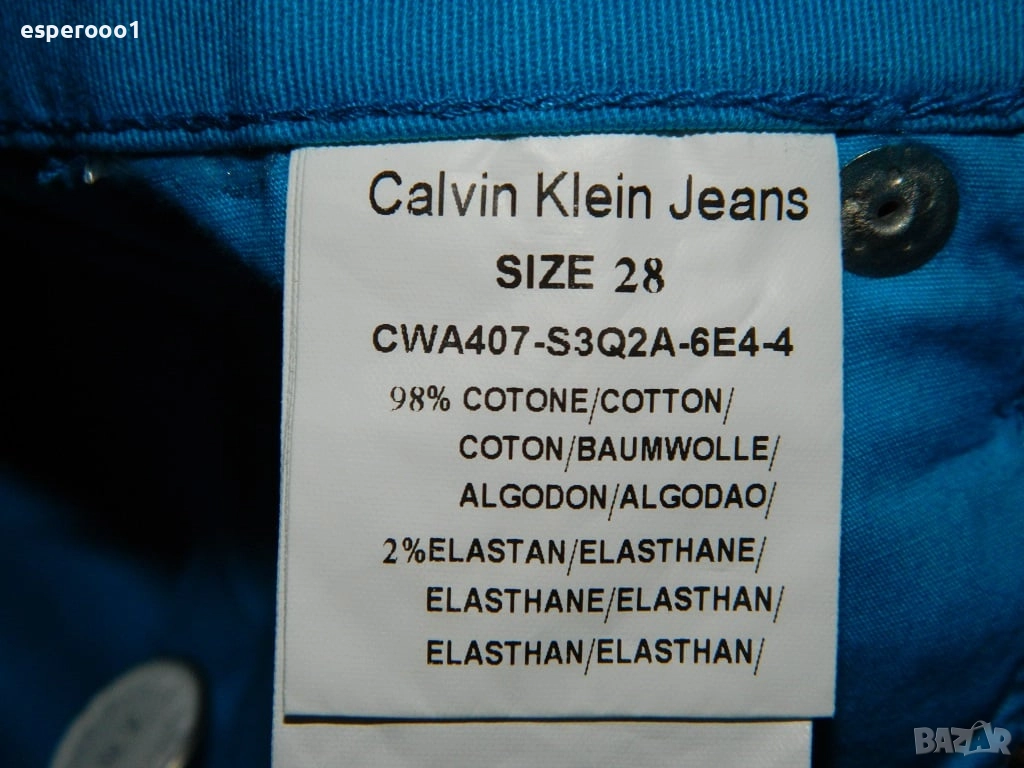 esperooo1
Calvin Klein Jeans
SIZE 28
CWA407-S3Q2A-6E4-4
98% COTONE/COTTON/
COTON/BAUMWOLLE/
ALGODON/ALGODAO/
2%ELASTAN/ELASTHANE/
ELASTHANE/ELASTHAN/
ELASTHAN/ELASTHAN/
BAZAR